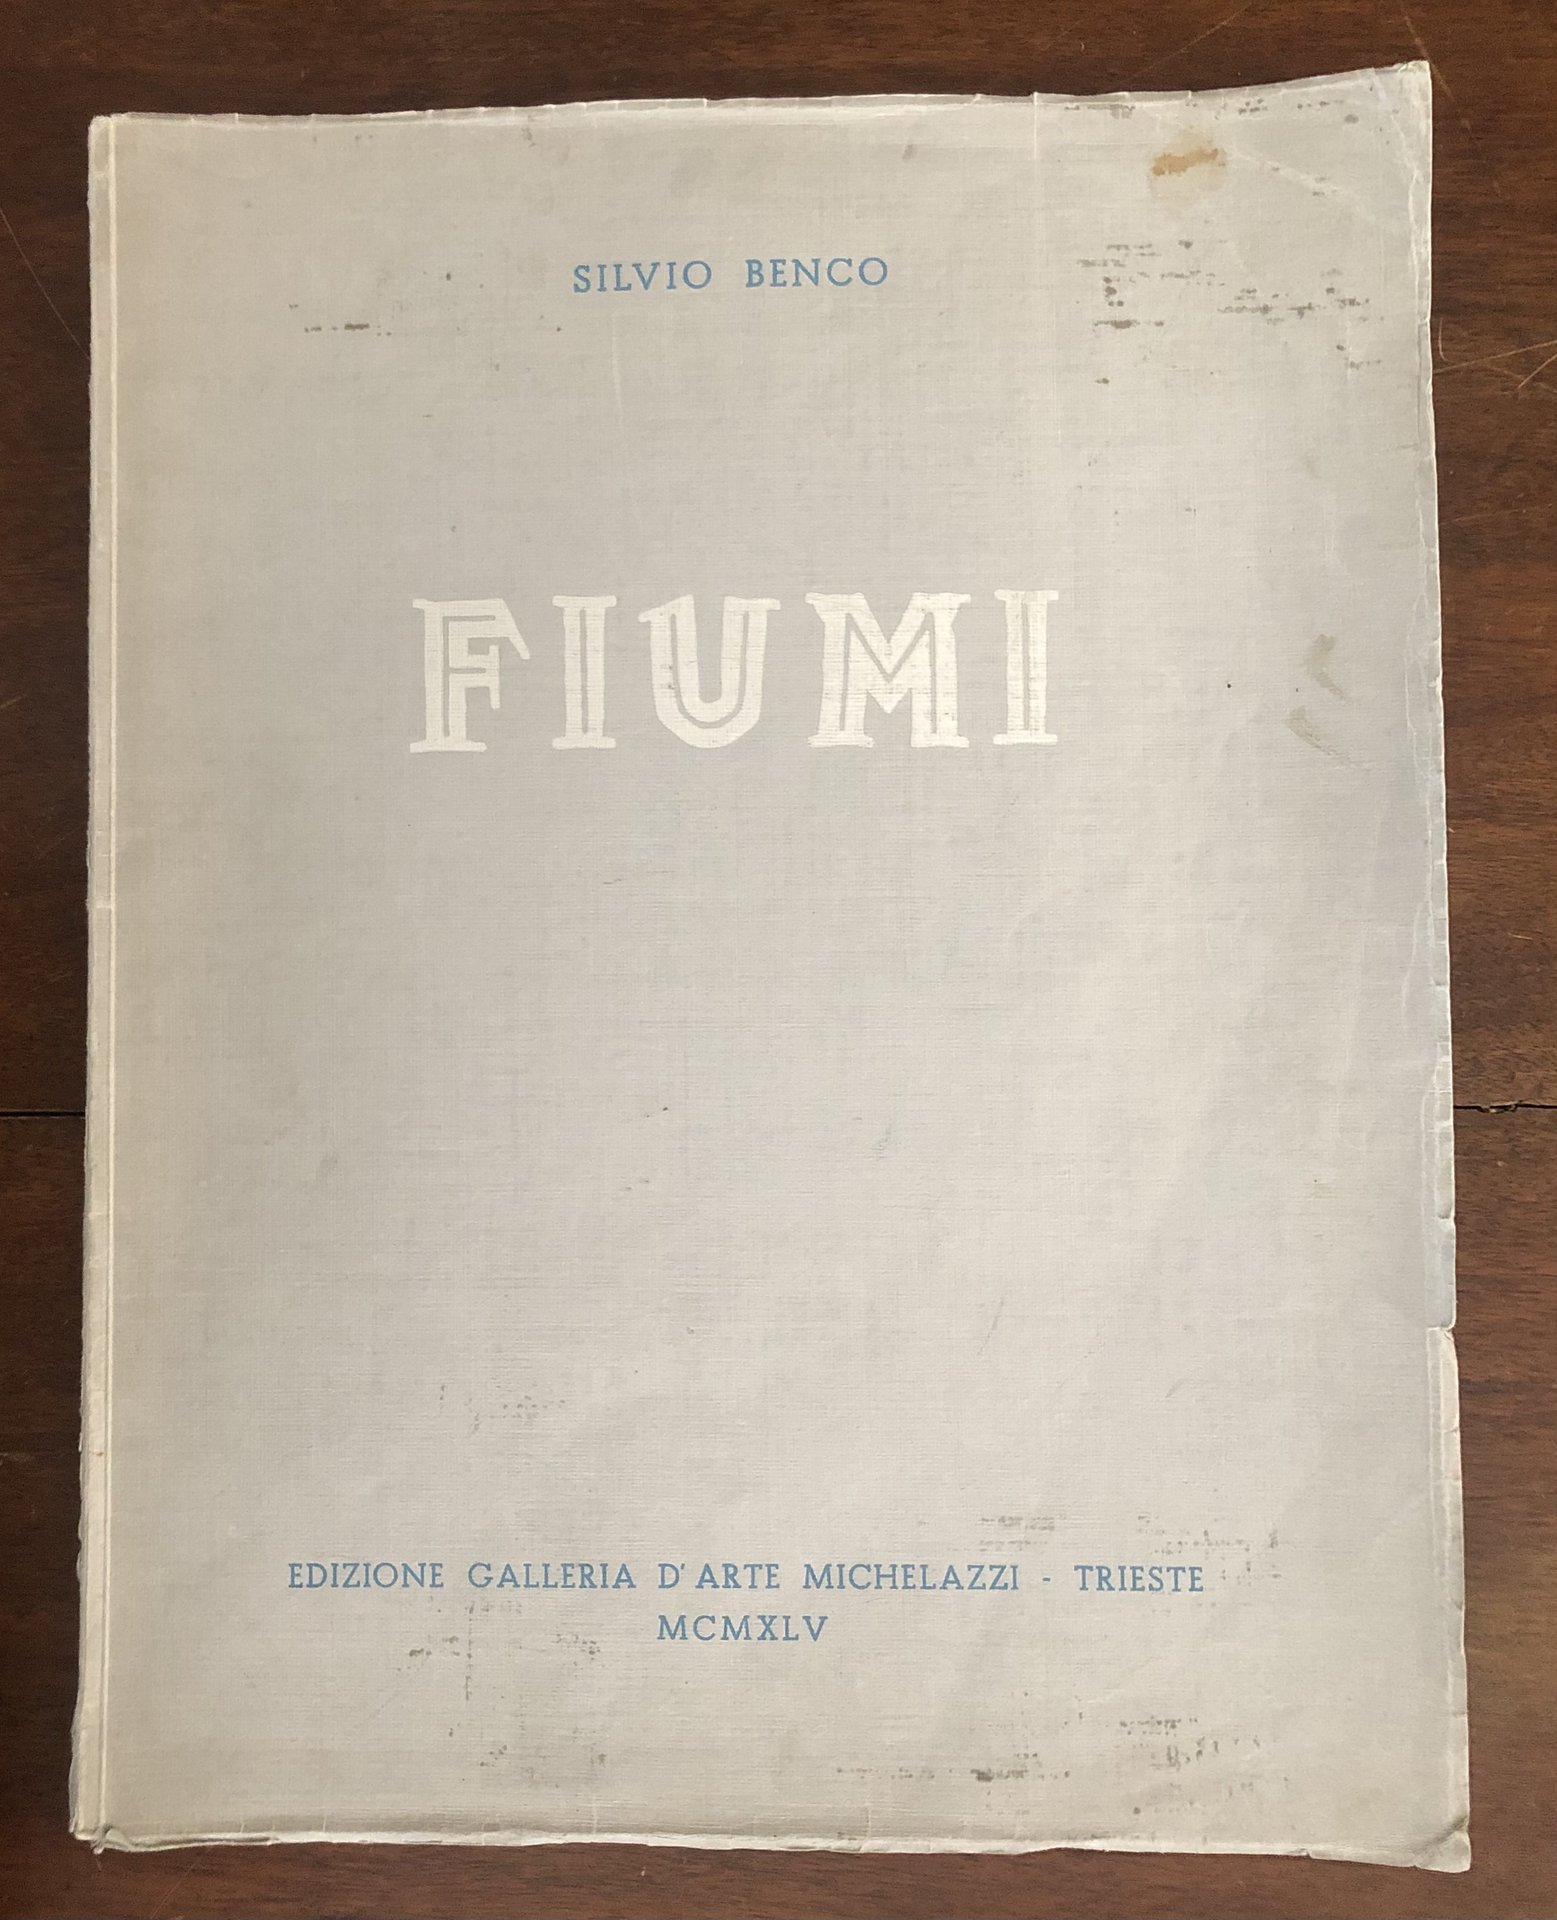 SILVIO BENCO
FIUMI
EDIZIONE GALLERIA D'ARTE MICHELAZZI - TRIESTE
MCMXLV